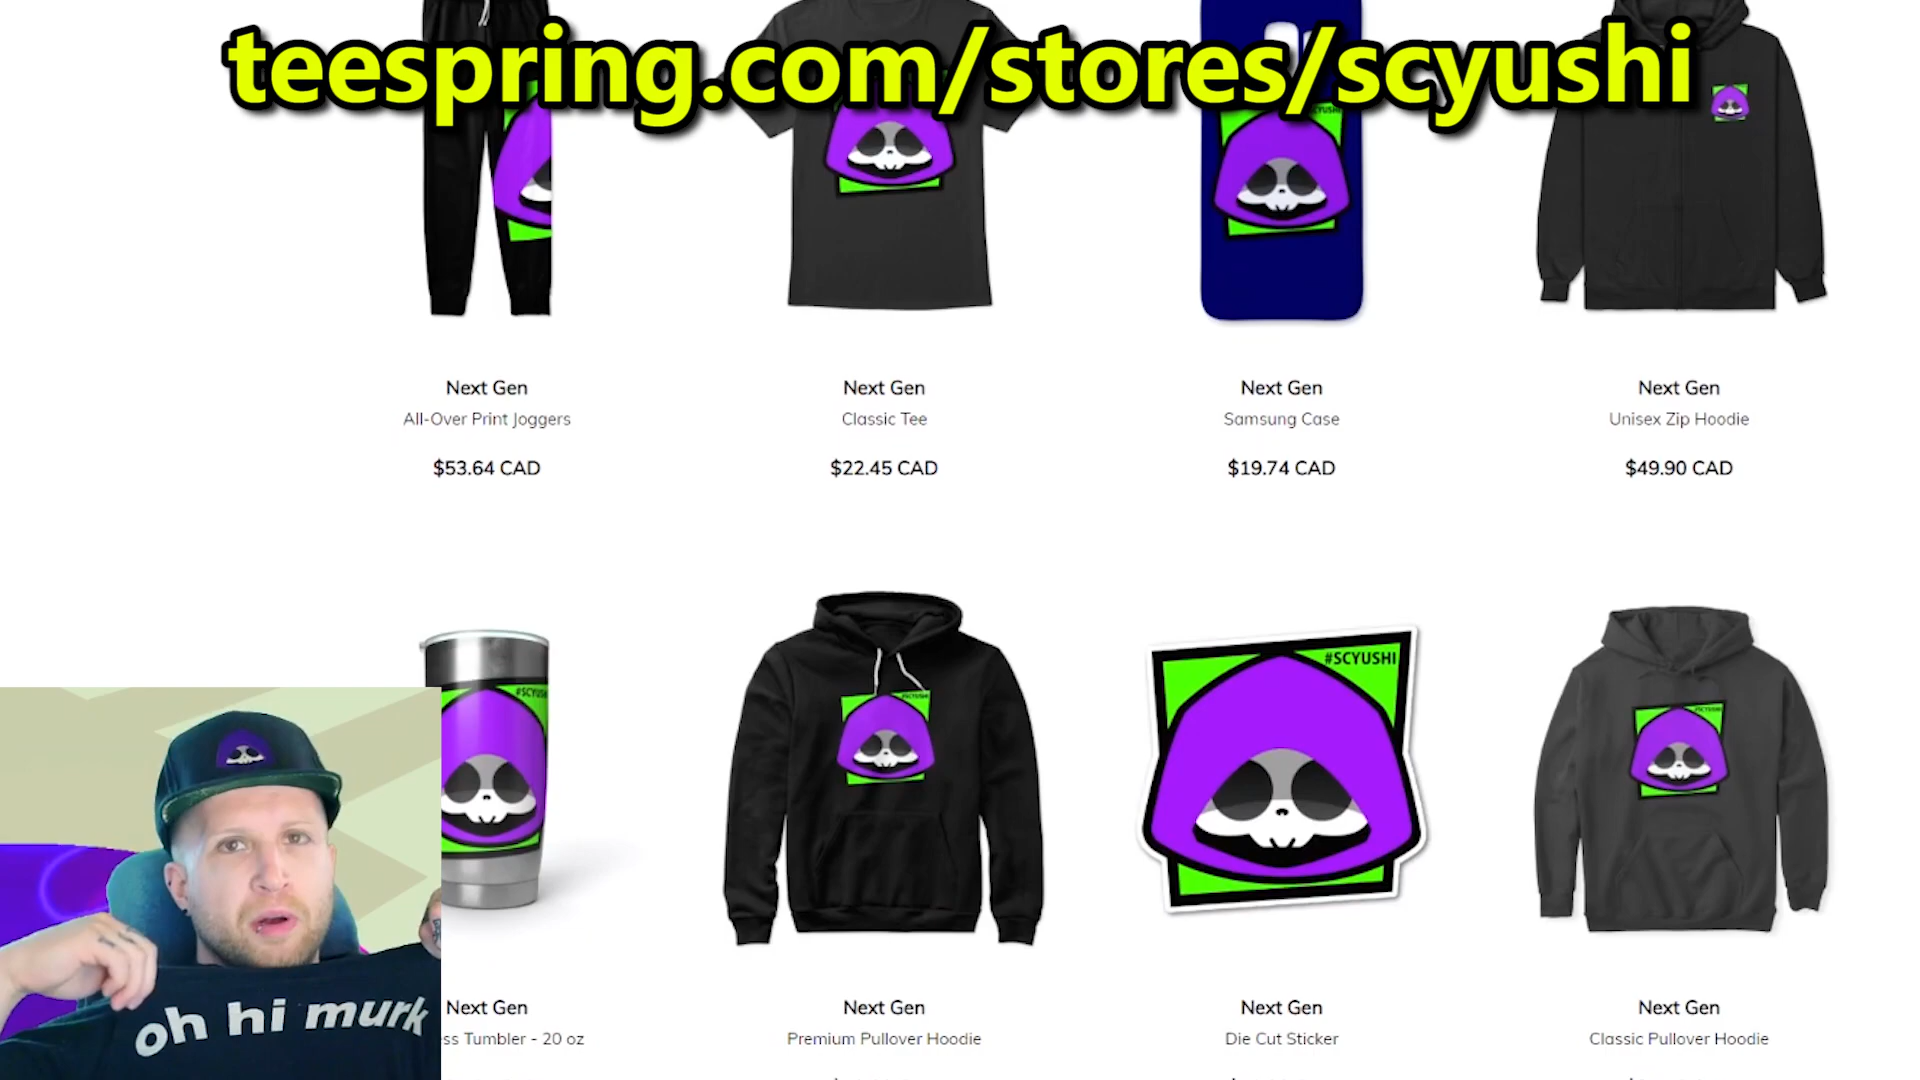 teespring.com/stores/scyushi
Next Gen
All-Over Print Joggers
$53.64 CAD
Next Gen
Classic Tee
$22.45 CAD
Next Gen
Samsung Case
$19.74 CAD
Next Gen
Unisex Zip Hoodie
$49.90 CAD
#SCYUSHI
oh hi murk
Next Gen
ess Tumbler - 20 oz
Next Gen
Premium Pullover Hoodie
Next Gen
Die Cut Sticker
Next Gen
Classic Pullover Hoodie